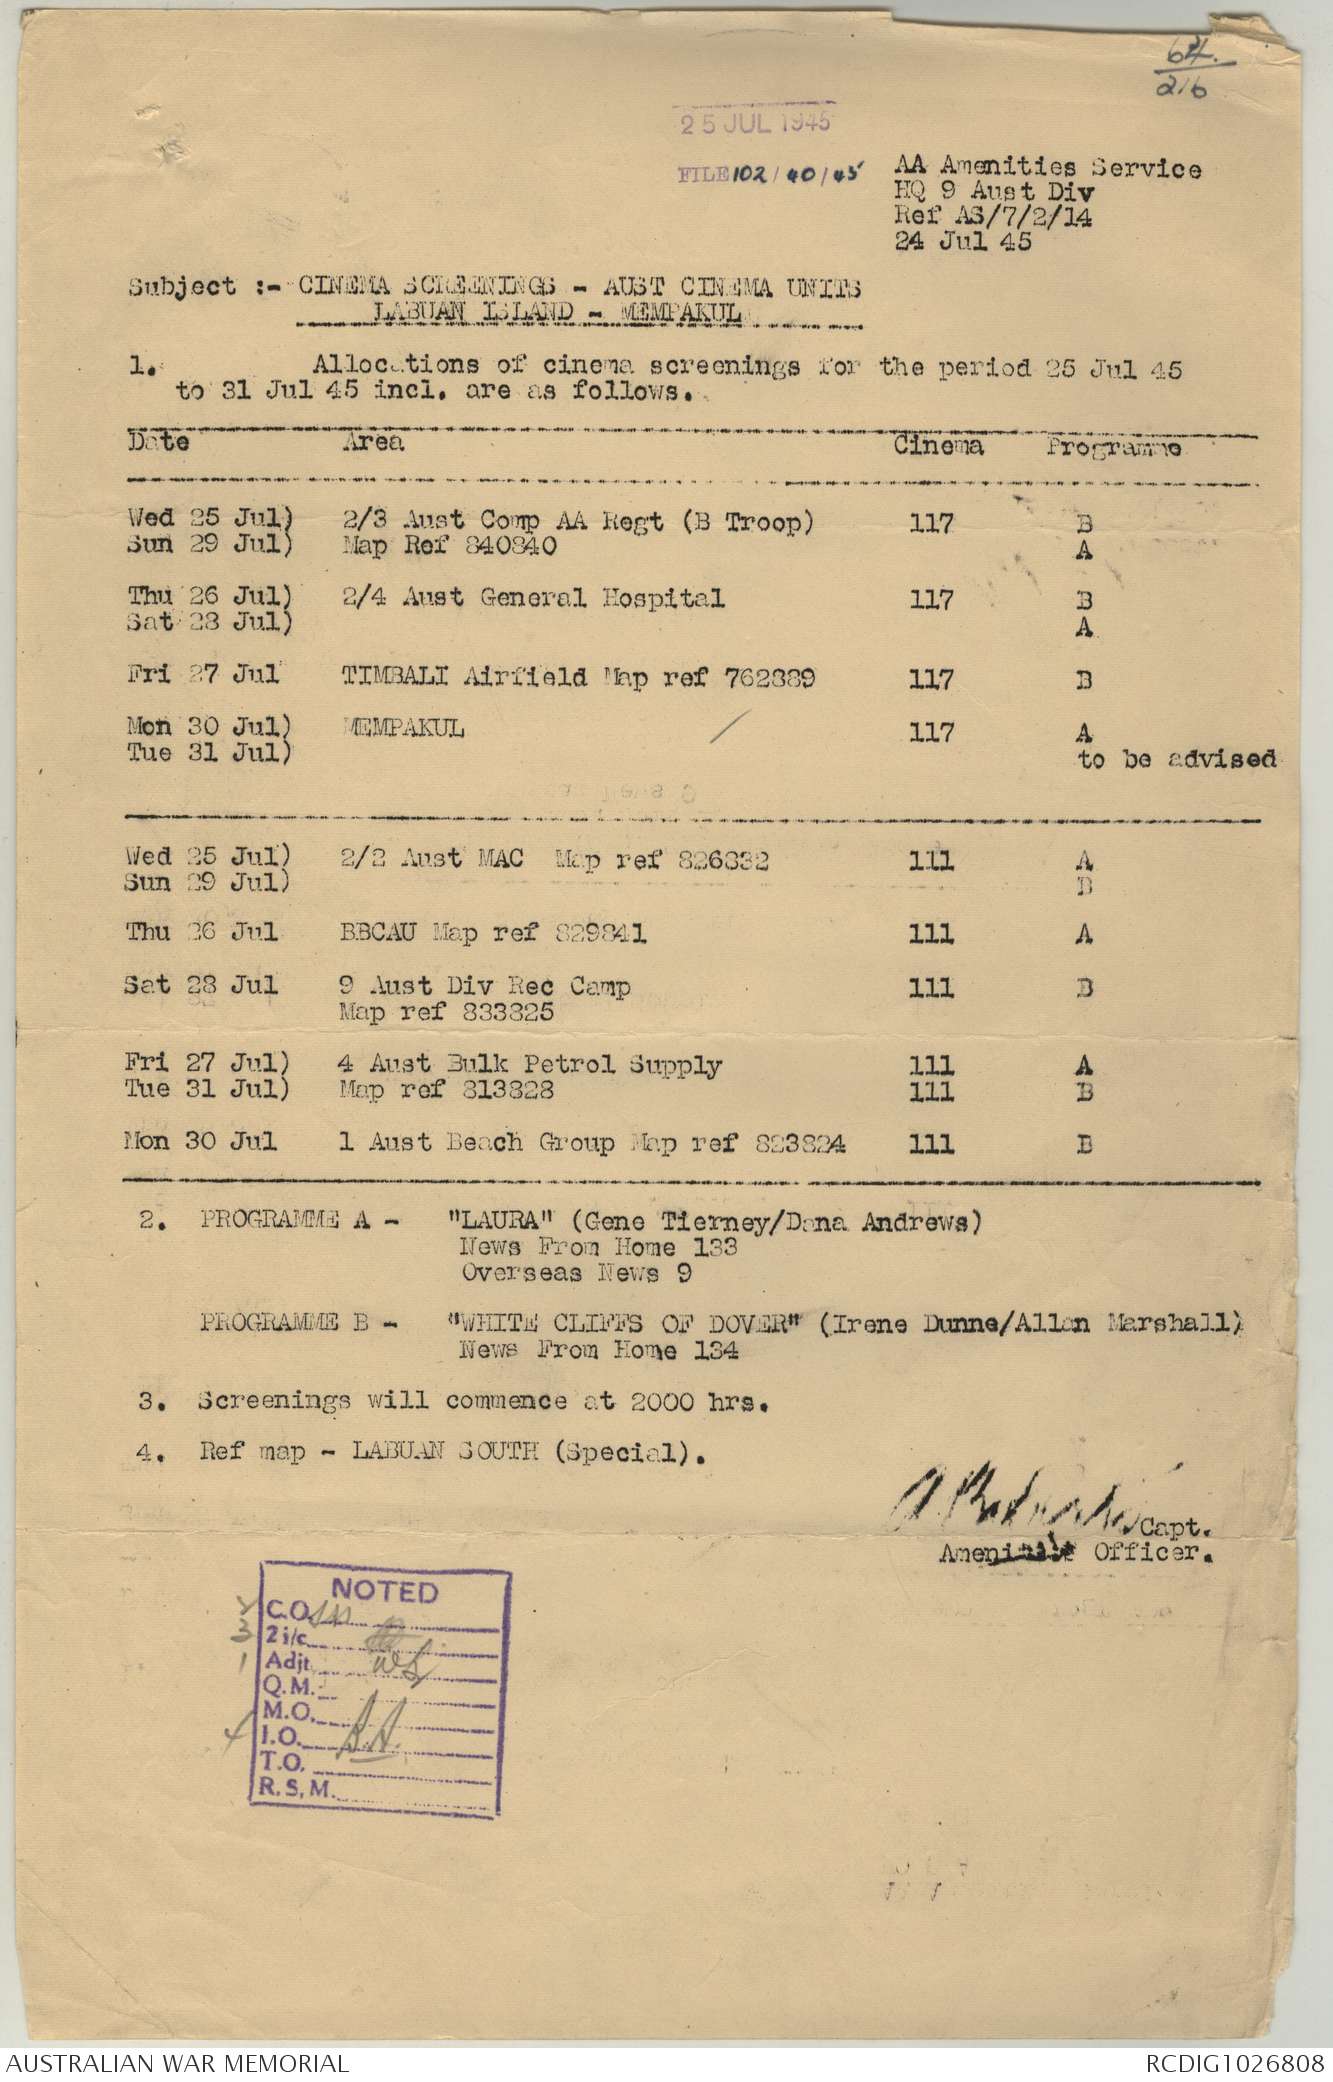 64.
216
25 JUL 1945
FILE 102/40/45
AA Amenities Service
HQ 9 Aust Div
Ref AS/7/2/14
24 Jul 45
Subject :- CINEMA SCREENINGS - AUST CINEMA UNITS
LABUAN ISLAND - MEMPAKUL
1. Allocations of cinema screenings for the period 25 Jul 45
to 31 Jul 45 incl. are as follows.
Date Area Cinema Programme
Wed 25 Jul) 2/3 Aust Comp AA Regt (B Troop) 117 B
Sun 29 Jul) Map Ref 840840 A
Thu 26 Jul) 2/4 Aust General Hospital 117 B
Sat 28 Jul) A
Fri 27 Jul TIMBALI Airfield Map ref 762889 117 B
Mon 30 Jul) MEMPAKUL / 117 A
Tue 31 Jul) to be advised
Wed 25 Jul) 2/2 Aust MAC Map ref 826832 111 A
Sun 29 Jul) B
Thu 26 Jul BBCAU Map ref 829841 111 A
Sat 28 Jul 9 Aust Div Rec Camp 111 B
Map ref 833825
Fri 27 Jul) 4 Aust Bulk Petrol Supply 111 A
Tue 31 Jul) Map ref 813828 111 B
Mon 30 Jul 1 Aust Beach Group Map ref 823824 111 B
2. PROGRAMME A - "LAURA" (Gene Tierney/Dana Andrews)
News From Home 133
Overseas News 9
PROGRAMME B - "WHITE CLIFFS OF DOVER" (Irene Dunne/Allan Marshall)
News From Home 134
3. Screenings will commence at 2000 hrs.
4. Ref map - LABUAN SOUTH (Special).
Capt.
Amenities Officer.
NOTED
C.O.
3 2 i/c
1 Adjt
Q.M.
M.O.
I.O.
T.O.
R.S.M.
AUSTRALIAN WAR MEMORIAL RCDIG1026808